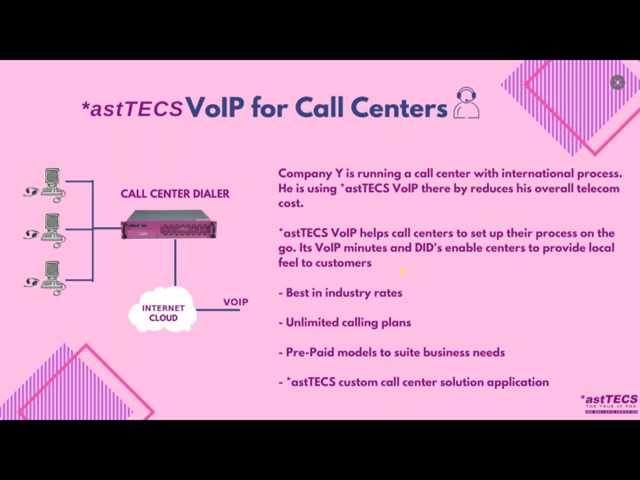 *astTECS VoIP for Call Centers
CALL CENTER DIALER
INTERNET
CLOUD
VOIP
Company Y is running a call center with international process.
He is using *astTECS VoIP there by reduces his overall telecom
cost.
*astTECS VoIP helps call centers to set up their process on the
go. Its VoIP minutes and DID's enable centers to provide local
feel to customers
- Best in industry rates
- Unlimited calling plans
- Pre-Paid models to suite business needs
- *astTECS custom call center solution application
*astTECS
THE TRUE IP PBX